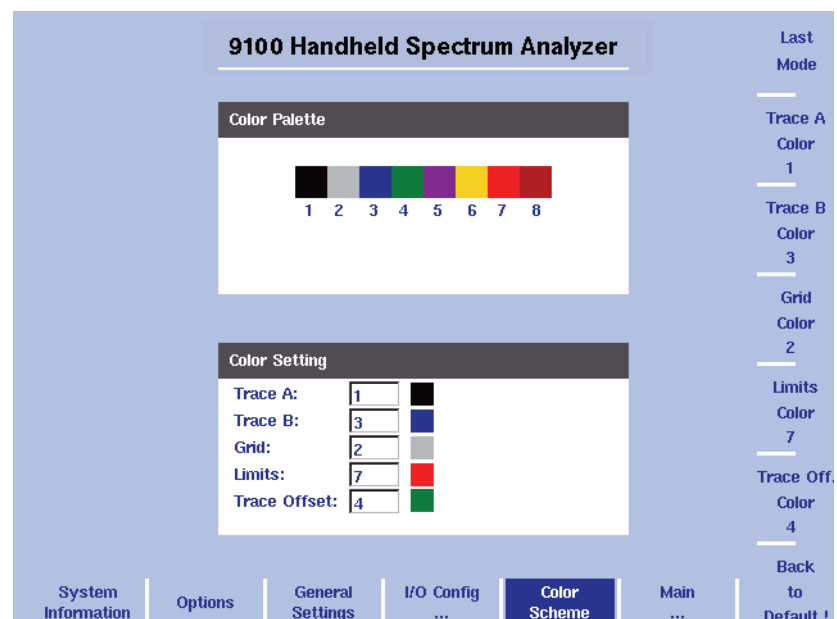 9100 Handheld Spectrum Analyzer
Color Palette
1 2 3 4 5 6 7 8
Color Setting
Trace A: 1
Trace B: 3
Grid: 2
Limits: 7
Trace Offset: 4
Last
Mode
Trace A
Color
1
Trace B
Color
3
Grid
Color
2
Limits
Color
7
Trace Off.
Color
4
Back
to
Default !
System
Information
Options
General
Settings
I/O Config
...
Color
Scheme
Main
...